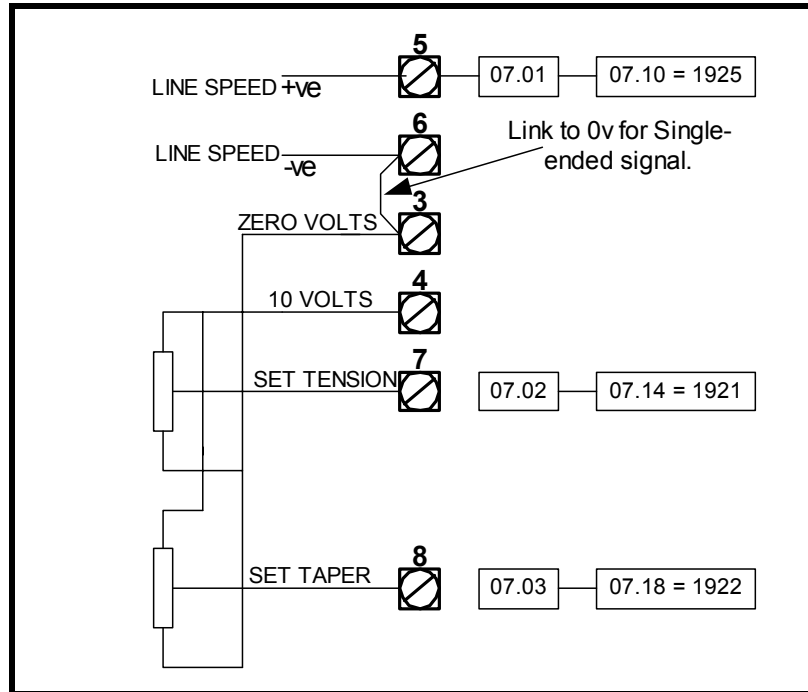 5
LINE SPEED +ve
07.01
07.10 = 1925
6
LINE SPEED -ve
Link to 0v for Single-
ended signal.
3
ZERO VOLTS
4
10 VOLTS
7
SET TENSION
07.02
07.14 = 1921
8
SET TAPER
07.03
07.18 = 1922